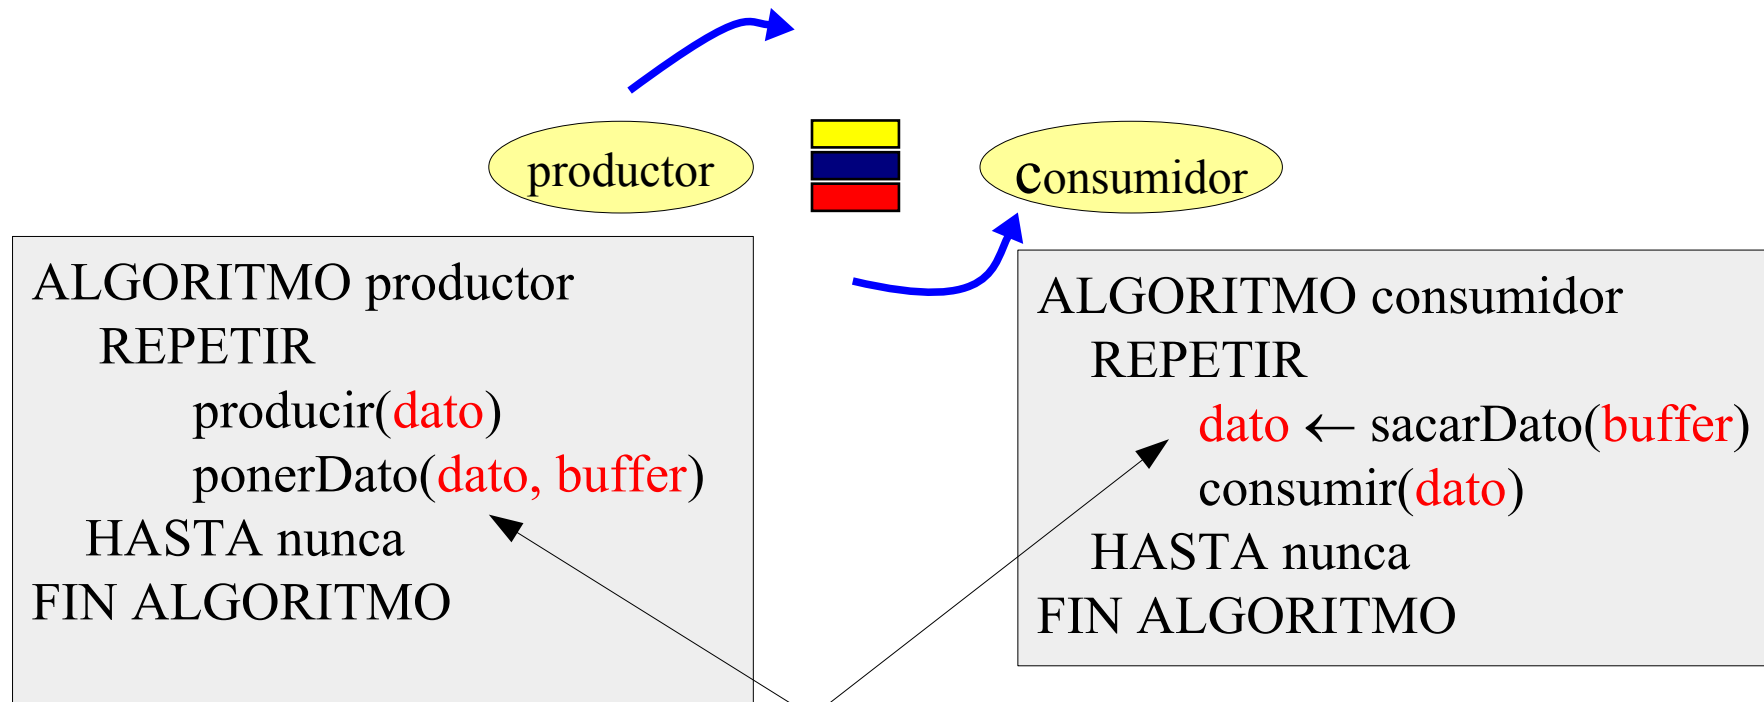 productor
consumidor
ALGORITMO productor
REPETIR
producir(dato)
ponerDato(dato, buffer)
HASTA nunca
FIN ALGORITMO
ALGORITMO consumidor
REPETIR
dato ← sacarDato(buffer)
consumir(dato)
HASTA nunca
FIN ALGORITMO